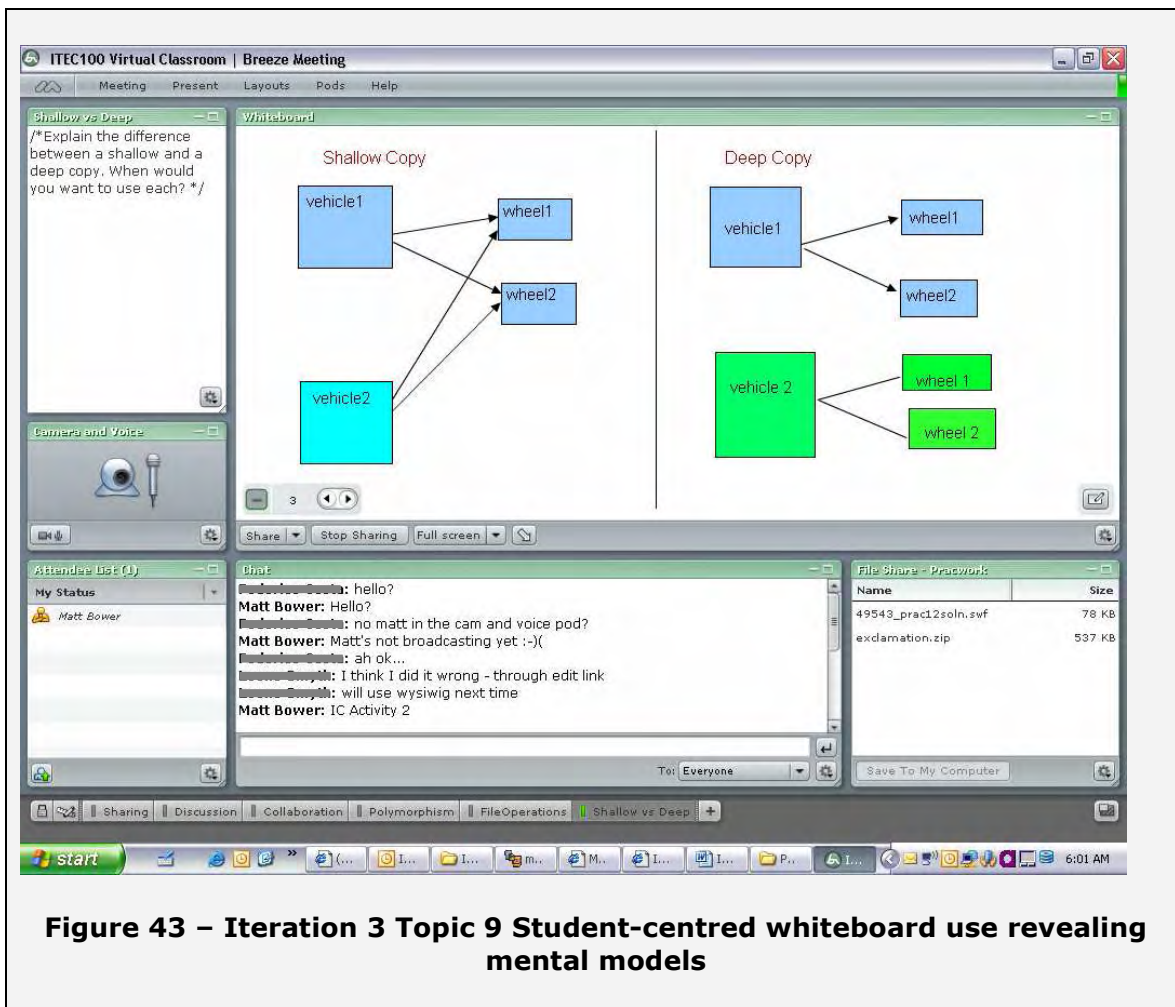 ITEC100 Virtual Classroom | Breeze Meeting
Meeting Present Layouts Pods Help
Shallow vs Deep
/*Explain the difference
between a shallow and a
deep copy. When would
you want to use each? */
Whiteboard
Shallow Copy
vehicle1
wheel1
wheel2
vehicle2
Deep Copy
vehicle1
wheel1
wheel2
vehicle 2
wheel 1
wheel 2
3
Share Stop Sharing Full screen
Camera and Voice
Attendee List (1)
My Status
Matt Bower
Chat
hello?
Matt Bower: Hello?
no matt in the cam and voice pod?
Matt Bower: Matt's not broadcasting yet :-)(
ah ok...
I think I did it wrong - through edit link
will use wysiwig next time
Matt Bower: IC Activity 2
To: Everyone
File Share - Pracwork
Name Size
49543_prac12soln.swf 78 KB
exclamation.zip 537 KB
Save To My Computer
Sharing Discussion Collaboration Polymorphism FileOperations Shallow vs Deep +
start » (... I... I... m... M... I... I... P... I... 6:01 AM
Figure 43 – Iteration 3 Topic 9 Student-centred whiteboard use revealing
mental models